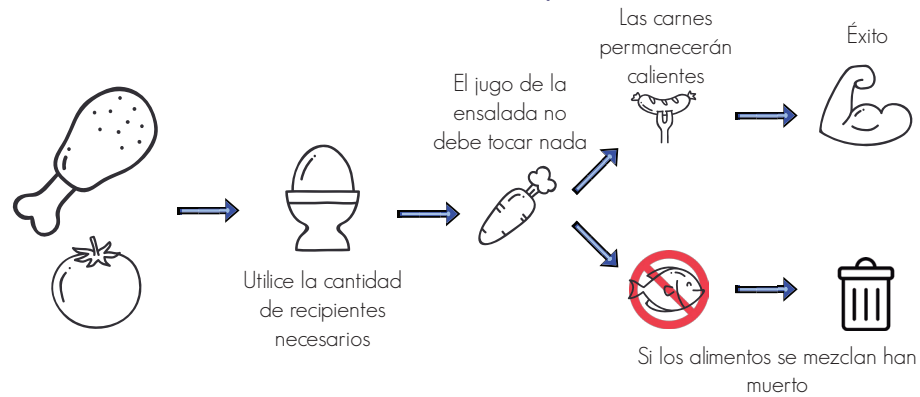 Utilice la cantidad
de recipientes
necesarios
El jugo de la
ensalada no
debe tocar nada
Las carnes
permanecerán
calientes
Éxito
Si los alimentos se mezclan han
muerto